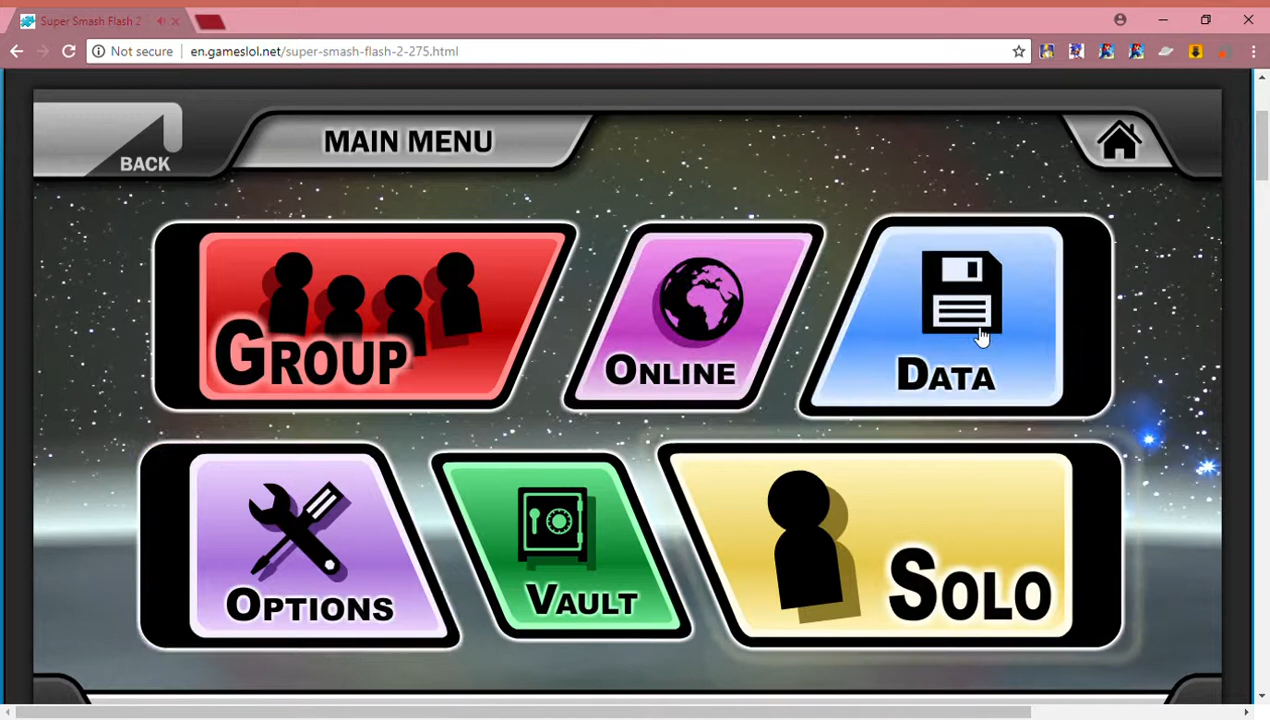 Super Smash Flash 2
Not secure
en.gameslol.net/super-smash-flash-2-275.html
BACK
MAIN MENU
GROUP
ONLINE
DATA
OPTIONS
VAULT
SOLO